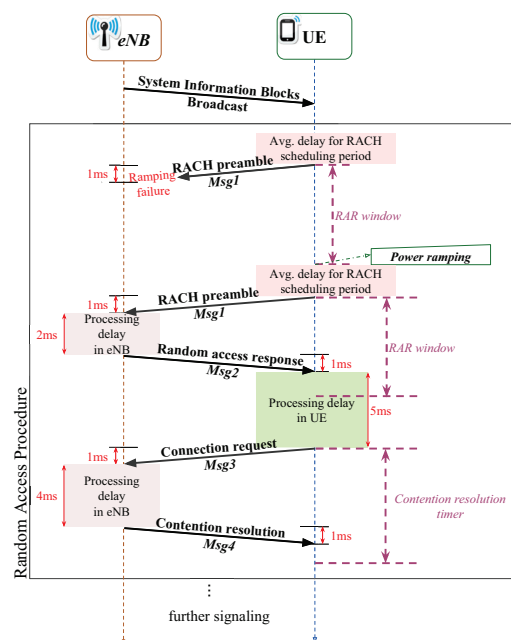 eNB
UE
System Information Blocks
Broadcast
Avg. delay for RACH
scheduling period
RACH preamble
Msg1
1ms
Ramping
failure
RAR window
Power ramping
Avg. delay for RACH
scheduling period
RACH preamble
Msg1
1ms
Processing
delay
in eNB
2ms
Random access response
Msg2
1ms
RAR window
Processing delay
in UE
5ms
Connection request
Msg3
1ms
Processing
delay
in eNB
4ms
Contention resolution
timer
Contention resolution
Msg4
1ms
Random Access Procedure
...
further signaling